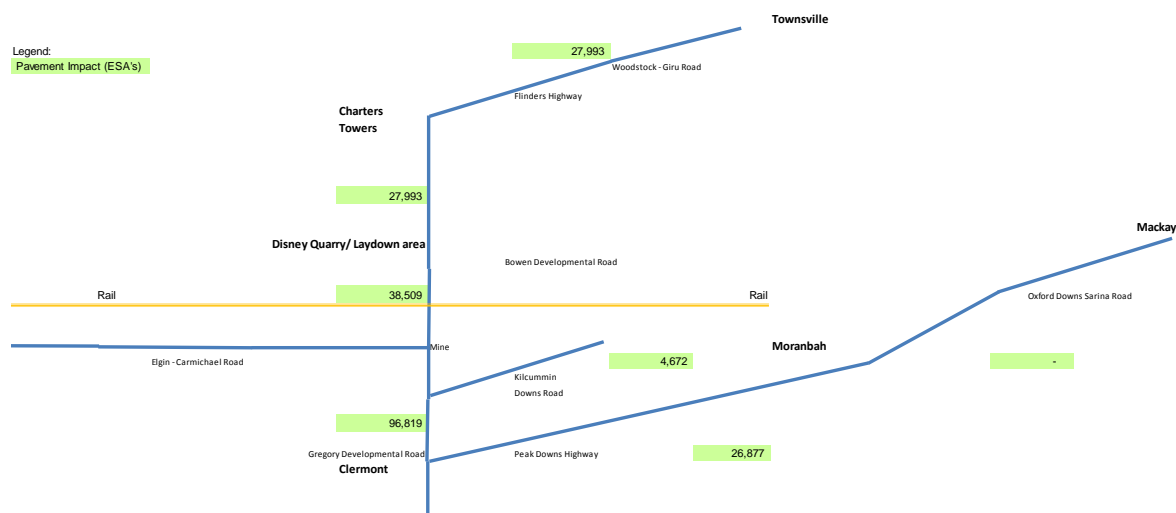 Townsville
Legend:
27,993
Pavement Impact (ESA's)
Woodstock - Giru Road
Flinders Highway
Charters
Towers
27,993
Mackay
Disney Quarry/ Laydown area
Bowen Developmental Road
Rail
38,509
Rail
Oxford Downs Sarina Road
Mine
Moranbah
Elgin - Carmichael Road
4,672
-
Kilcummin
Downs Road
96,819
Gregory Developmental Road
Peak Downs Highway
26,877
Clermont